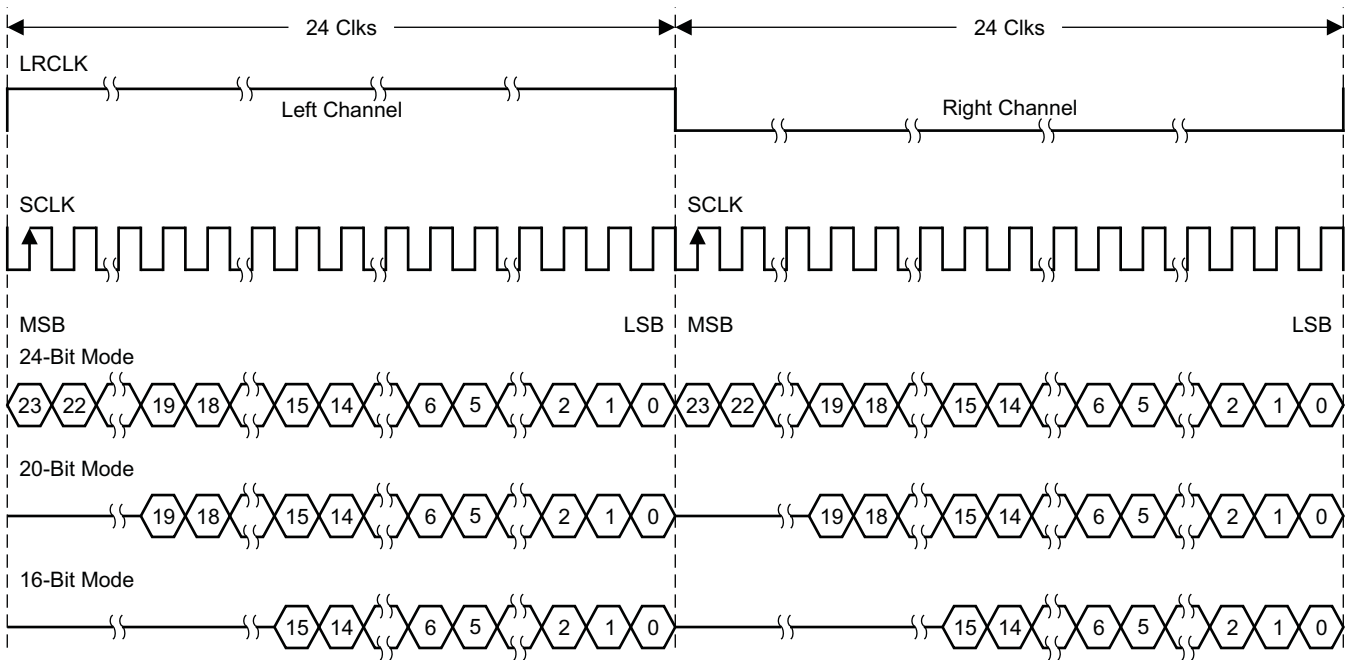 24 Clks 24 Clks
LRCLK
Left Channel Right Channel
SCLK SCLK
MSB LSB MSB LSB
24-Bit Mode
23 22 19 18 15 14 6 5 2 1 0 23 22 19 18 15 14 6 5 2 1 0
20-Bit Mode
19 18 15 14 6 5 2 1 0 19 18 15 14 6 5 2 1 0
16-Bit Mode
15 14 6 5 2 1 0 15 14 6 5 2 1 0